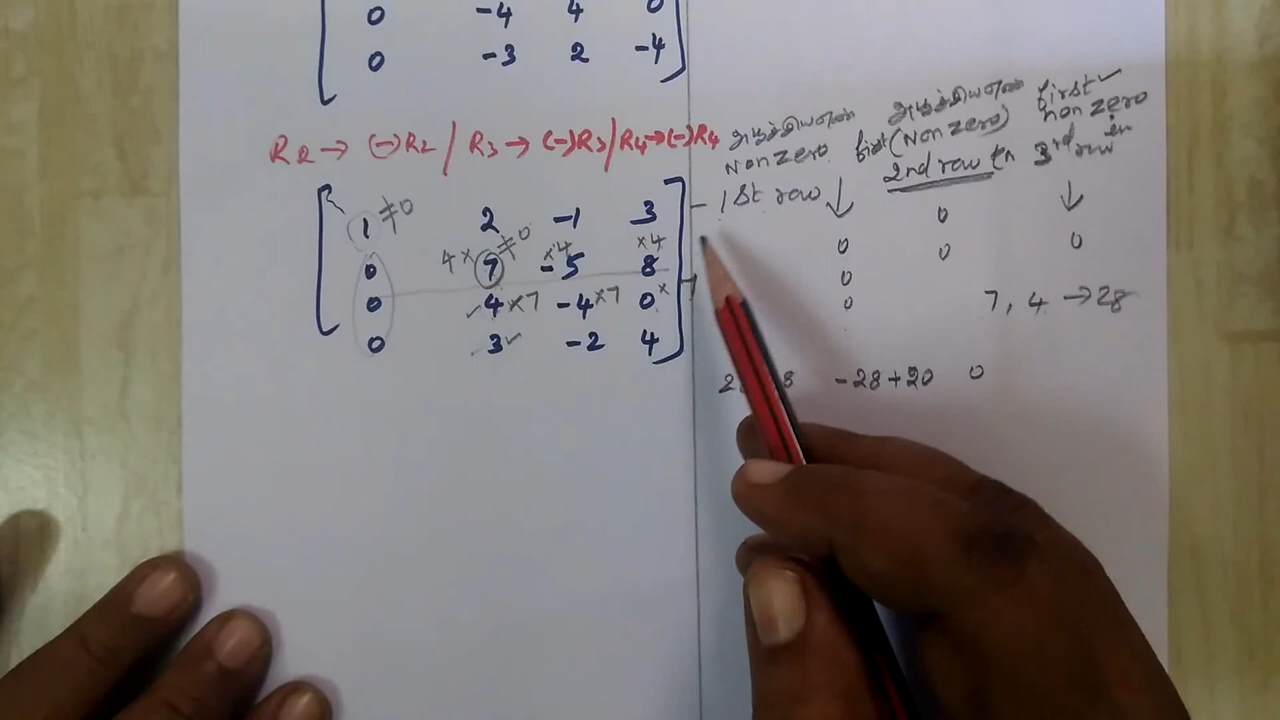 0 -4 4 0
0 -3 2 -4
R2 → (-)R2 / R3 → (-)R3 / R4 → (-)R4
1 ≠0 2 -1 3
0 4× 7 ≠0 -5 ×4 8 ×4
0 4 ×7 -4 ×7 0 ×
0 3 -2 4
Non zero
1st row
first (Non zero)
2nd row
first
non zero
3rd row
0
0 0 0
0
0
7, 4 → 28
-28+20 0